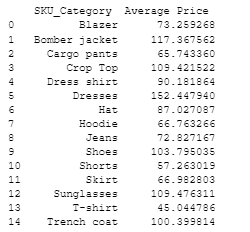 SKU_Category Average Price
0 Blazer 73.259268
1 Bomber jacket 117.367562
2 Cargo pants 65.743360
3 Crop Top 109.421522
4 Dress shirt 90.181864
5 Dresses 152.447940
6 Hat 87.027087
7 Hoodie 66.763266
8 Jeans 72.827167
9 Shoes 103.795035
10 Shorts 57.263019
11 Skirt 66.982803
12 Sunglasses 109.476311
13 T-shirt 45.044786
14 Trench coat 100.399814